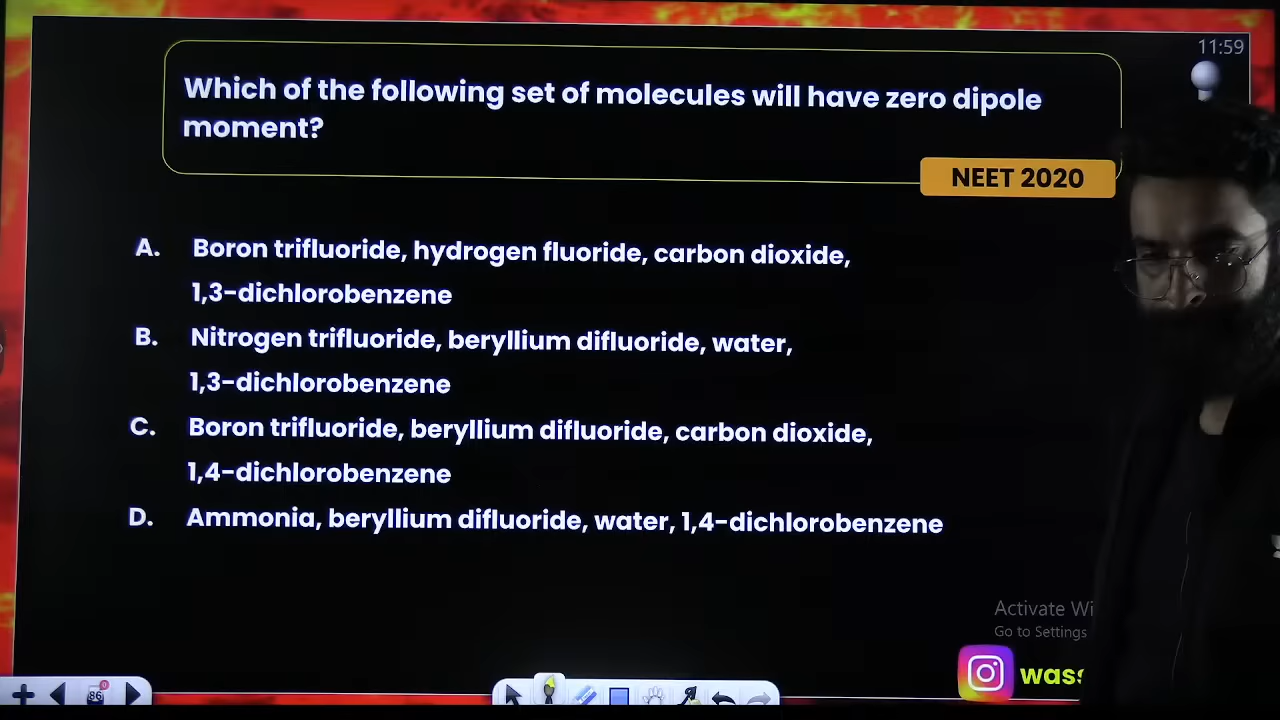 11:59
Which of the following set of molecules will have zero dipole
moment?
NEET 2020
A. Boron trifluoride, hydrogen fluoride, carbon dioxide,
1,3-dichlorobenzene
B. Nitrogen trifluoride, beryllium difluoride, water,
1,3-dichlorobenzene
C. Boron trifluoride, beryllium difluoride, carbon dioxide,
1,4-dichlorobenzene
D. Ammonia, beryllium difluoride, water, 1,4-dichlorobenzene
Activate Wi
Go to Settings
wass
86